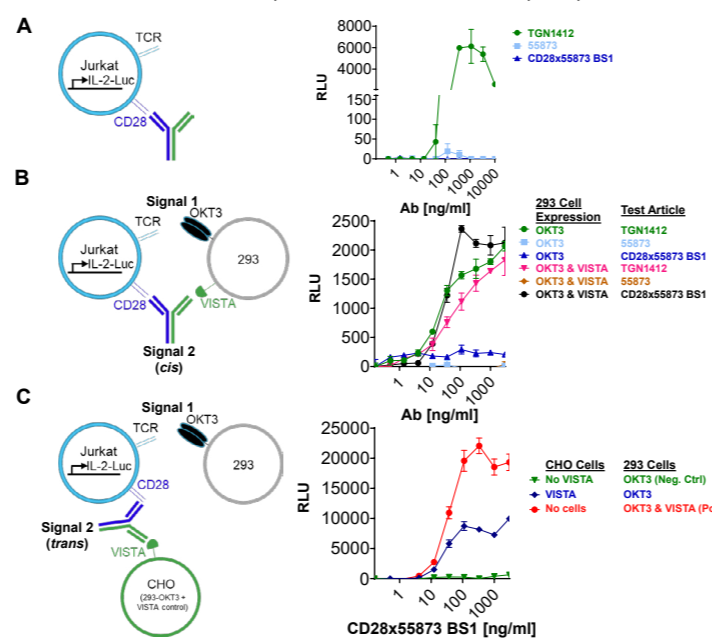 A
TCR
Jurkat
IL-2-Luc
CD28
RLU
8000
6000
4000
2000
150
100
50
0
1
10
100
1000
10000
Ab [ng/ml]
TGN1412
55873
CD28x55873 BS1
B
Signal 1
OKT3
TCR
Jurkat
IL-2-Luc
293
CD28
VISTA
Signal 2
(cis)
RLU
2500
2000
1500
1000
500
0
1
10
100
1000
Ab [ng/ml]
293 Cell
Expression
Test Article
OKT3 TGN1412
OKT3 55873
OKT3 CD28x55873 BS1
OKT3 & VISTA TGN1412
OKT3 & VISTA 55873
OKT3 & VISTA CD28x55873 BS1
C
Signal 1
OKT3
TCR
Jurkat
IL-2-Luc
293
CD28
Signal 2
(trans)
VISTA
CHO
(293-OKT3 +
VISTA control)
RLU
25000
20000
15000
10000
5000
0
1
10
100
1000
CD28x55873 BS1 [ng/ml]
CHO Cells 293 Cells
No VISTA OKT3 (Neg. Ctrl)
VISTA OKT3
No cells OKT3 & VISTA (Po